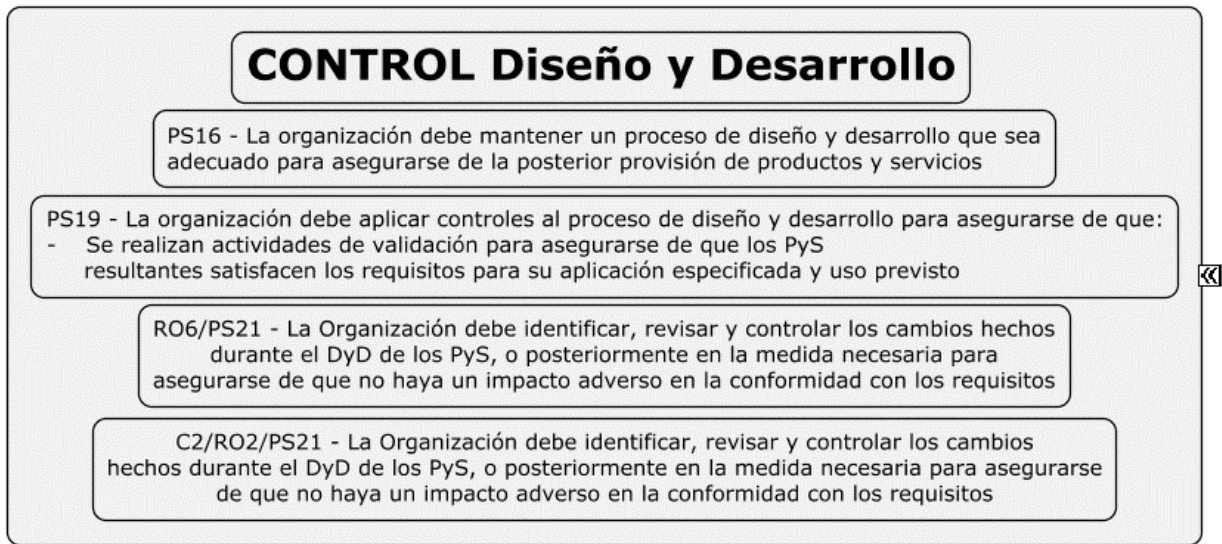 CONTROL Diseño y Desarrollo
PS16 - La organización debe mantener un proceso de diseño y desarrollo que sea
adecuado para asegurarse de la posterior provisión de productos y servicios
PS19 - La organización debe aplicar controles al proceso de diseño y desarrollo para asegurarse de que:
- Se realizan actividades de validación para asegurarse de que los PyS
resultantes satisfacen los requisitos para su aplicación especificada y uso previsto
RO6/PS21 - La Organización debe identificar, revisar y controlar los cambios hechos
durante el DyD de los PyS, o posteriormente en la medida necesaria para
asegurarse de que no haya un impacto adverso en la conformidad con los requisitos
C2/RO2/PS21 - La Organización debe identificar, revisar y controlar los cambios
hechos durante el DyD de los PyS, o posteriormente en la medida necesaria para asegurarse
de que no haya un impacto adverso en la conformidad con los requisitos